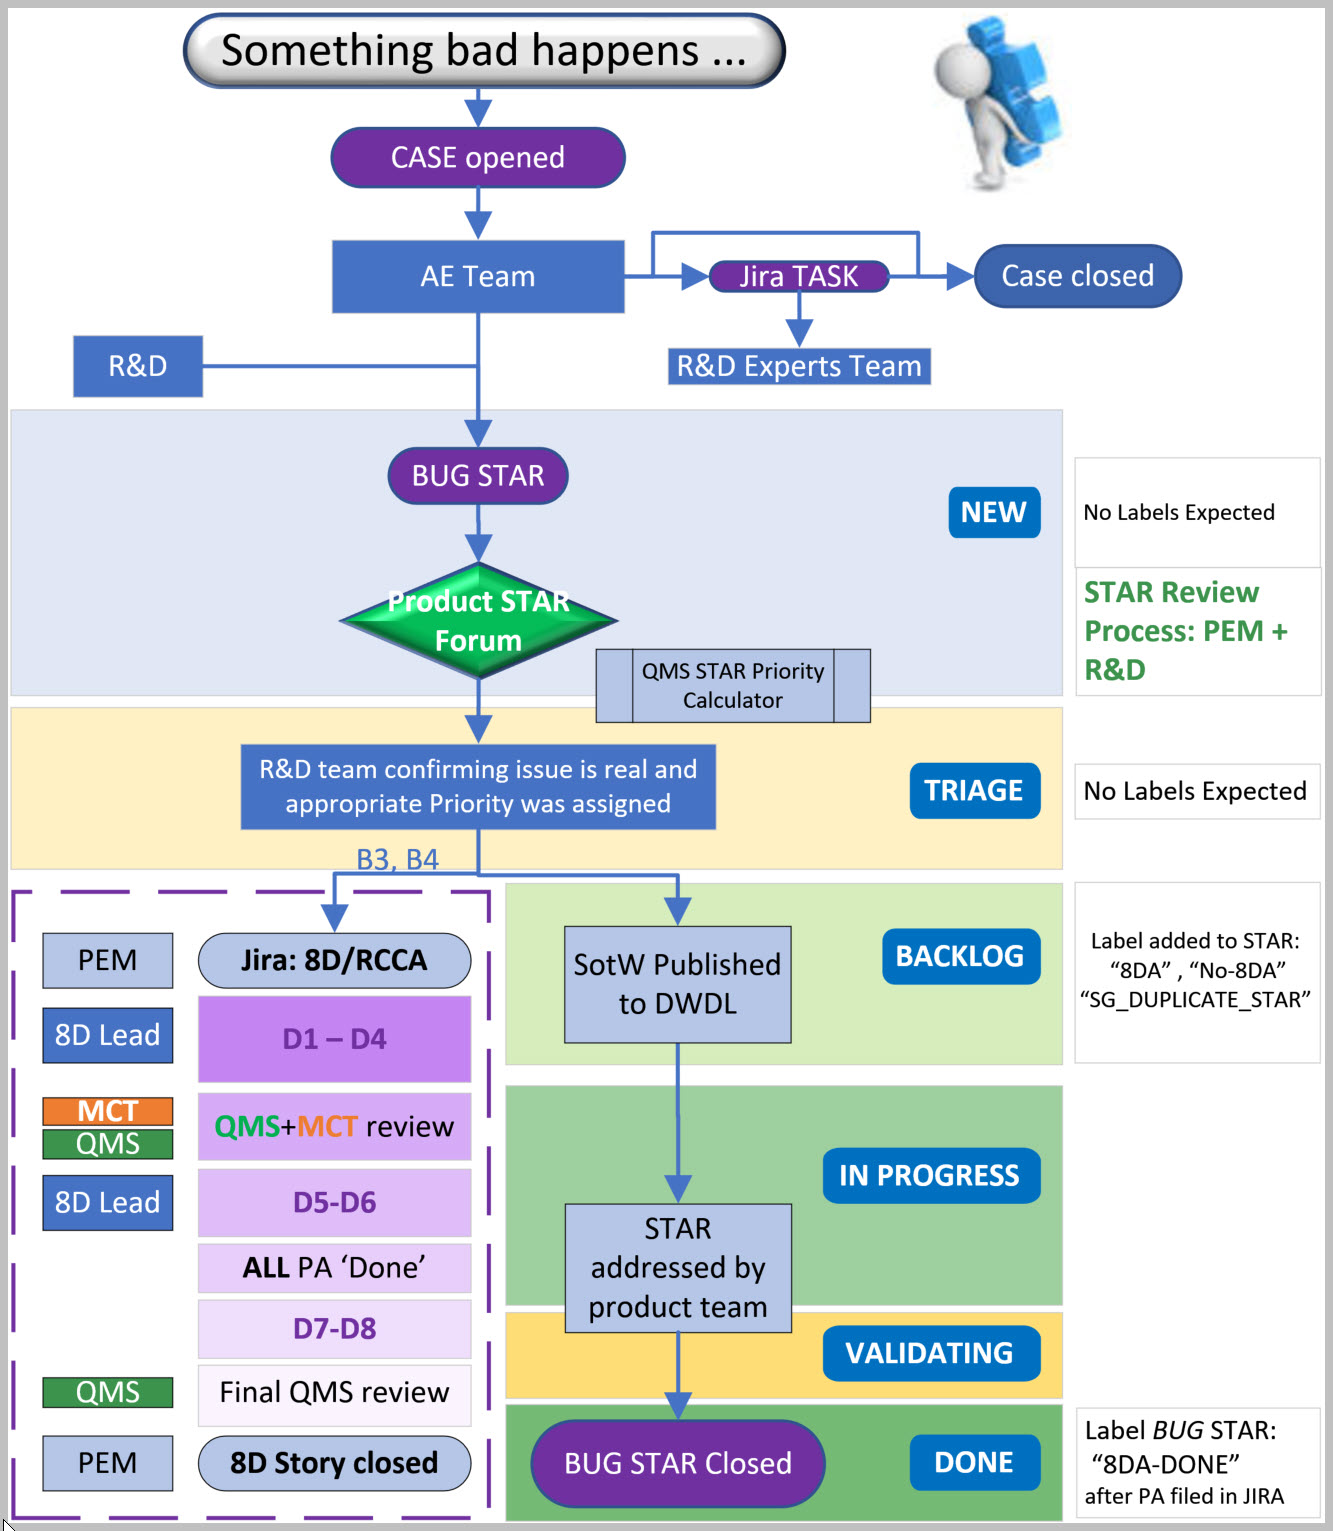 Something bad happens ...
CASE opened
AE Team
Jira TASK
Case closed
R&D
R&D Experts Team
BUG STAR
NEW
No Labels Expected
Product STAR
Forum
STAR Review
Process: PEM +
R&D
QMS STAR Priority
Calculator
R&D team confirming issue is real and
appropriate Priority was assigned
TRIAGE
No Labels Expected
B3, B4
PEM
Jira: 8D/RCCA
8D Lead
D1 – D4
MCT
QMS
QMS+MCT review
8D Lead
D5-D6
ALL PA ‘Done’
D7-D8
QMS
Final QMS review
PEM
8D Story closed
SotW Published
to DWDL
BACKLOG
Label added to STAR:
“8DA” , “No-8DA”
“SG_DUPLICATE_STAR”
IN PROGRESS
STAR
addressed by
product team
VALIDATING
BUG STAR Closed
DONE
Label BUG STAR:
“8DA-DONE”
after PA filed in JIRA